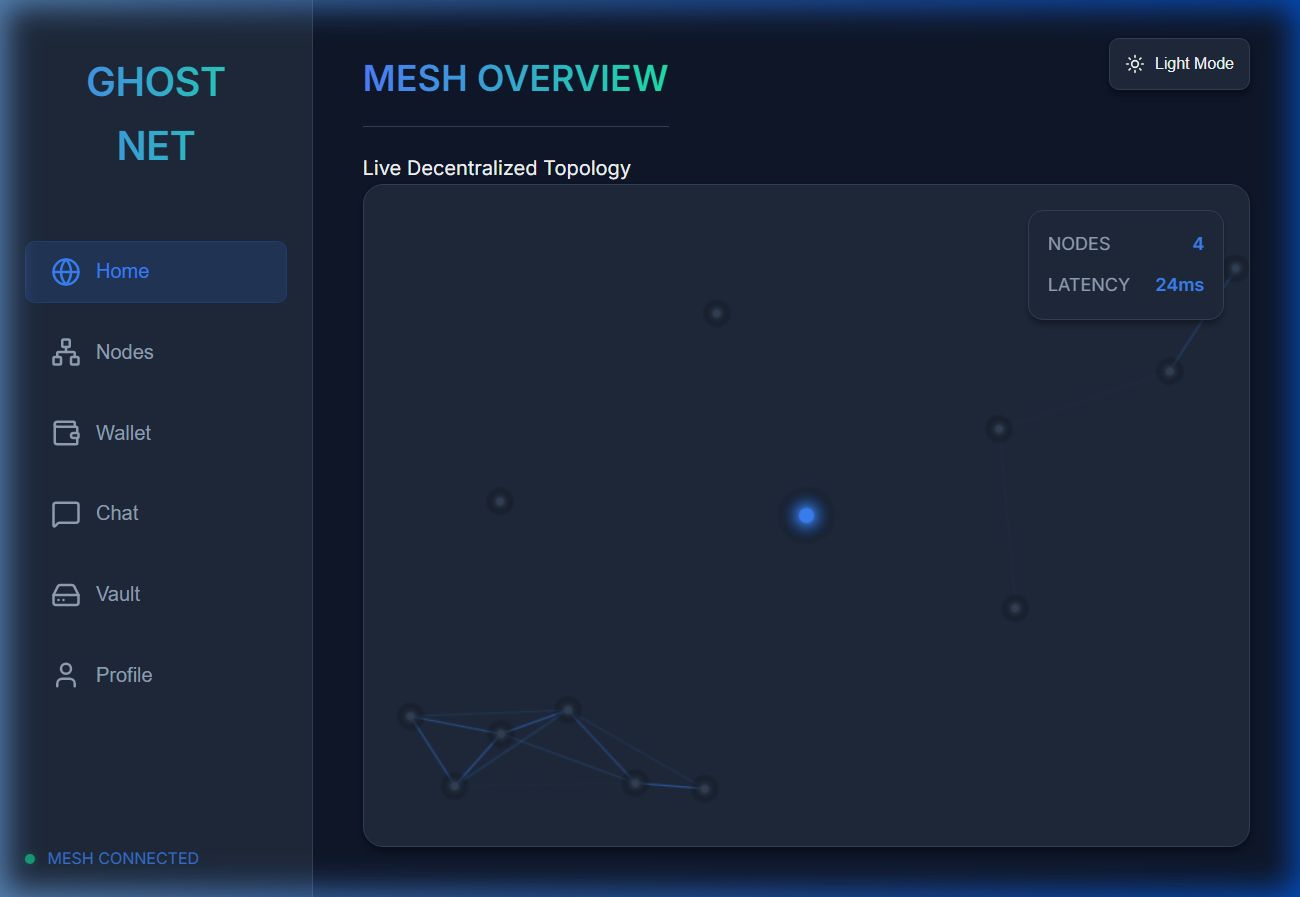 GHOST
NET
Home
Nodes
Wallet
Chat
Vault
Profile
MESH CONNECTED
MESH OVERVIEW
Light Mode
Live Decentralized Topology
NODES 4
LATENCY 24ms